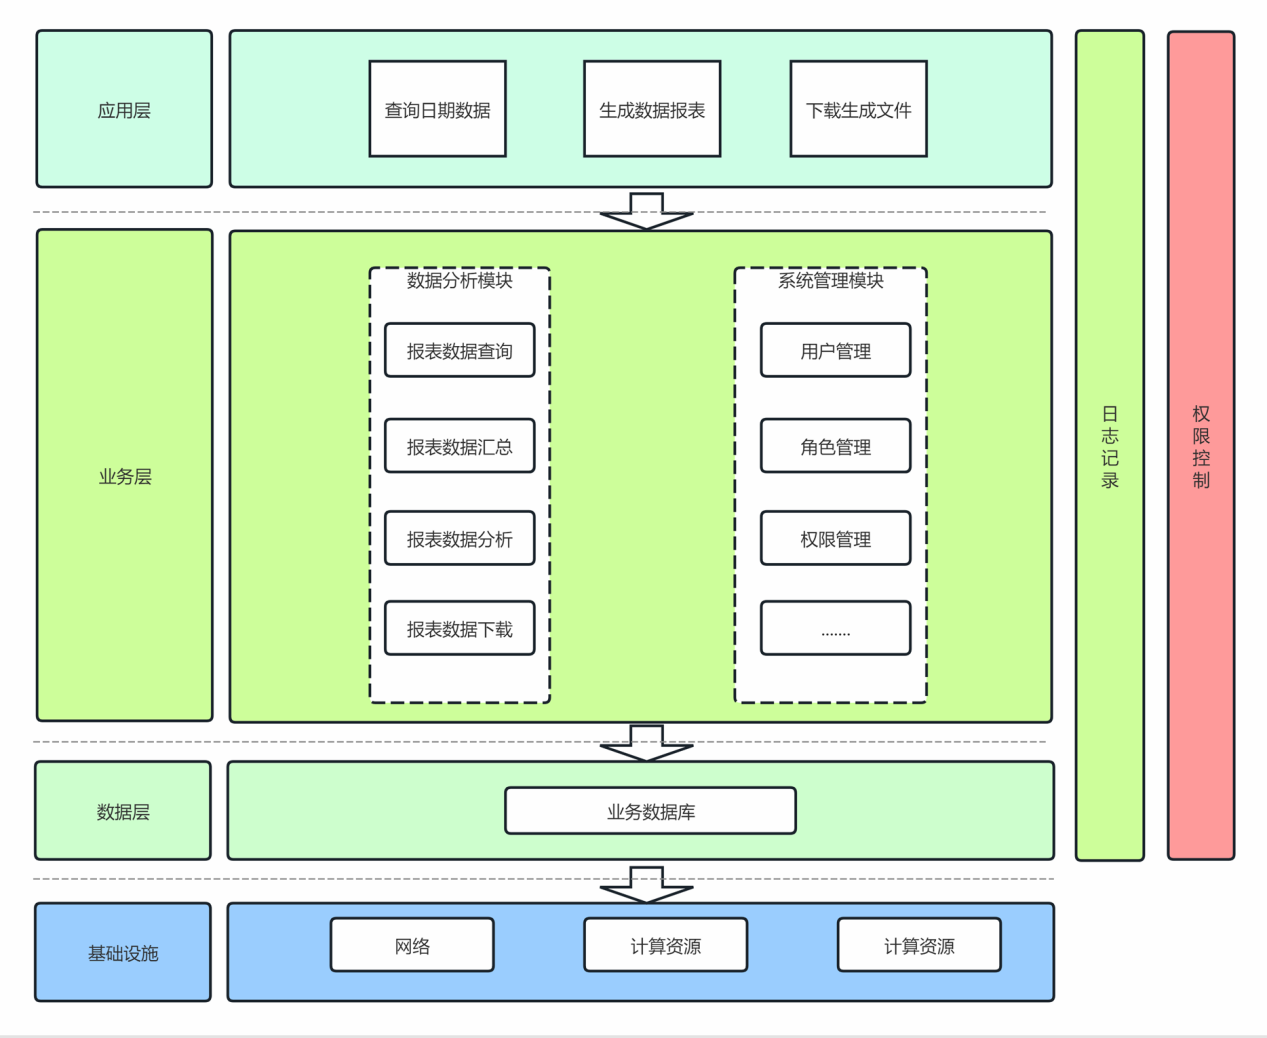 应用层
查询日期数据
生成数据报表
下载生成文件
业务层
数据分析模块
报表数据查询
报表数据汇总
报表数据分析
报表数据下载
系统管理模块
用户管理
角色管理
权限管理
.......
数据层
业务数据库
基础设施
网络
计算资源
计算资源
日志记录
权限控制